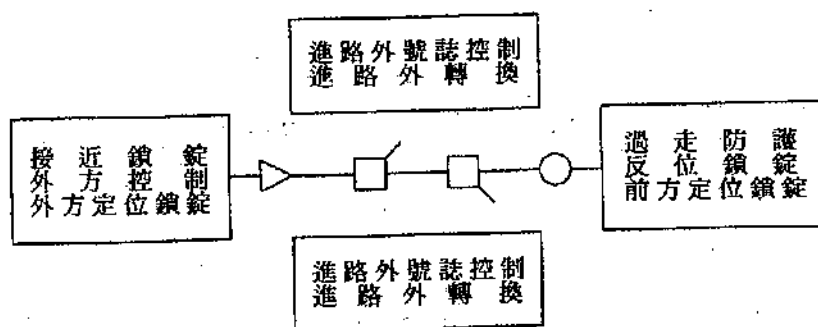 進路外號誌控制
進路外轉換
接近鎖錠
外方控制
外方定位鎖錠
過走防護
反位鎖錠
前方定位鎖錠
進路外號誌控制
進路外轉換